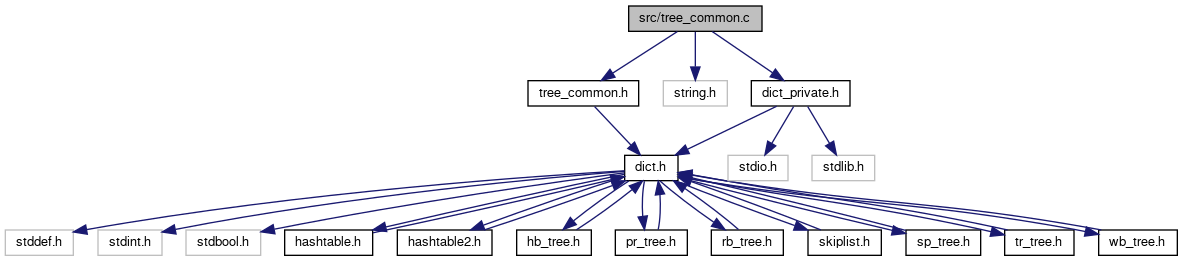 src/tree_common.c
tree_common.h
string.h
dict_private.h
dict.h
stdio.h
stdlib.h
stddef.h
stdint.h
stdbool.h
hashtable.h
hashtable2.h
hb_tree.h
pr_tree.h
rb_tree.h
skiplist.h
sp_tree.h
tr_tree.h
wb_tree.h